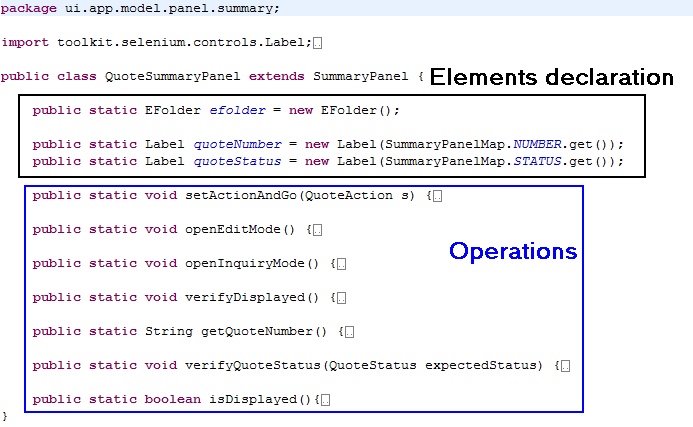 package ui.app.model.panel.summary;
import toolkit.selenium.controls.Label;
public class QuoteSummaryPanel extends SummaryPanel {
Elements declaration
public static EFolder efolder = new EFolder();
public static Label quoteNumber = new Label(SummaryPanelMap.NUMBER.get());
public static Label quoteStatus = new Label(SummaryPanelMap.STATUS.get());
public static void setActionAndGo(QuoteAction s) {
public static void openEditMode() {
Operations
public static void openInquiryMode() {
public static void verifyDisplayed() {
public static String getQuoteNumber() {
public static void verifyQuoteStatus(QuoteStatus expectedStatus) {
public static boolean isDisplayed(){
}